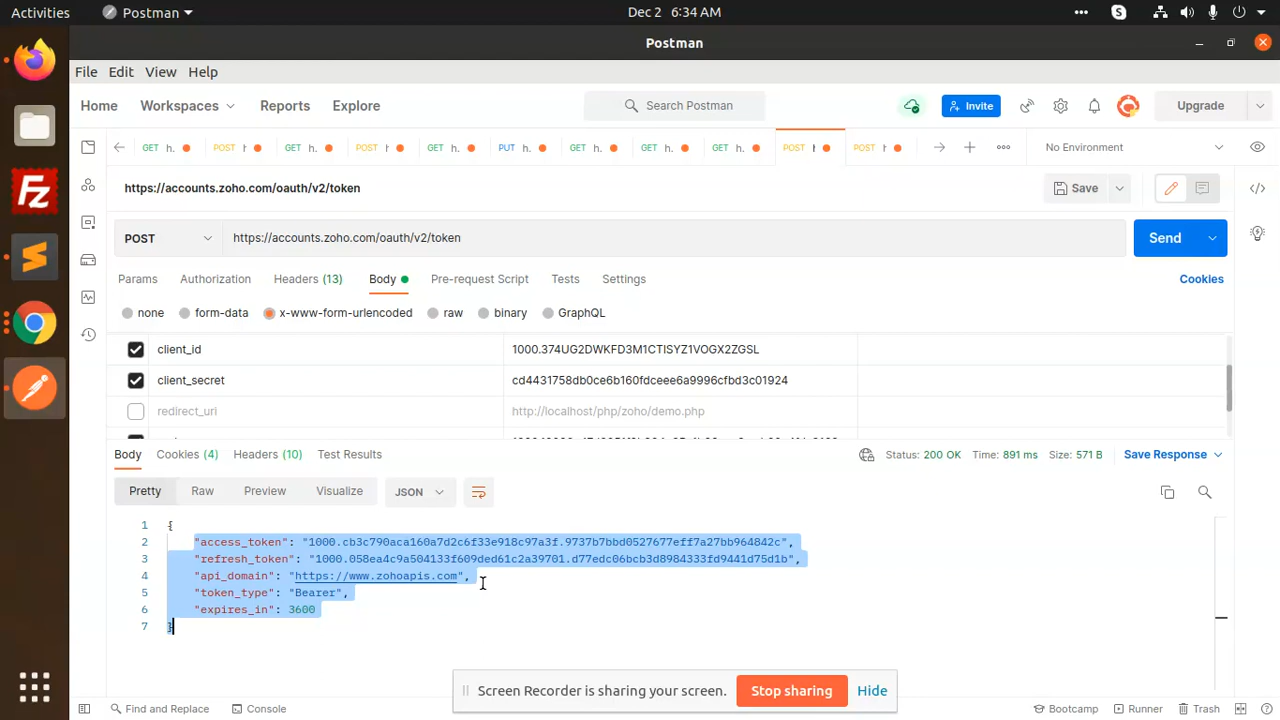 Activities Postman Dec 2 6:34 AM
Postman
File Edit View Help
Home Workspaces Reports Explore Search Postman Invite Upgrade
GET h. POST h GET h. POST h GET h. PUT h. GET h. GET h. GET h. POST h POST h No Environment
https://accounts.zoho.com/oauth/v2/token Save
POST https://accounts.zoho.com/oauth/v2/token Send
Params Authorization Headers (13) Body Pre-request Script Tests Settings Cookies
none form-data x-www-form-urlencoded raw binary GraphQL
client_id 1000.374UG2DWKFD3M1CTISYZ1VOGX2ZGSL
client_secret cd4431758db0ce6b160fdceee6a9996cfbd3c01924
redirect_uri http://localhost/php/zoho/demo.php
Body Cookies (4) Headers (10) Test Results Status: 200 OK Time: 891 ms Size: 571 B Save Response
Pretty Raw Preview Visualize JSON
1 {
2 "access_token": "1000.cb3c790aca160a7d2c6f33e918c97a3f.9737b7bbd0527677eff7a27bb964842c",
3 "refresh_token": "1000.058ea4c9a504133f609ded61c2a39701.d77edc06bcb3d8984333fd9441d75d1b",
4 "api_domain": "https://www.zohoapis.com",
5 "token_type": "Bearer",
6 "expires_in": 3600
7 }
Screen Recorder is sharing your screen. Stop sharing Hide
Find and Replace Console Bootcamp Runner Trash